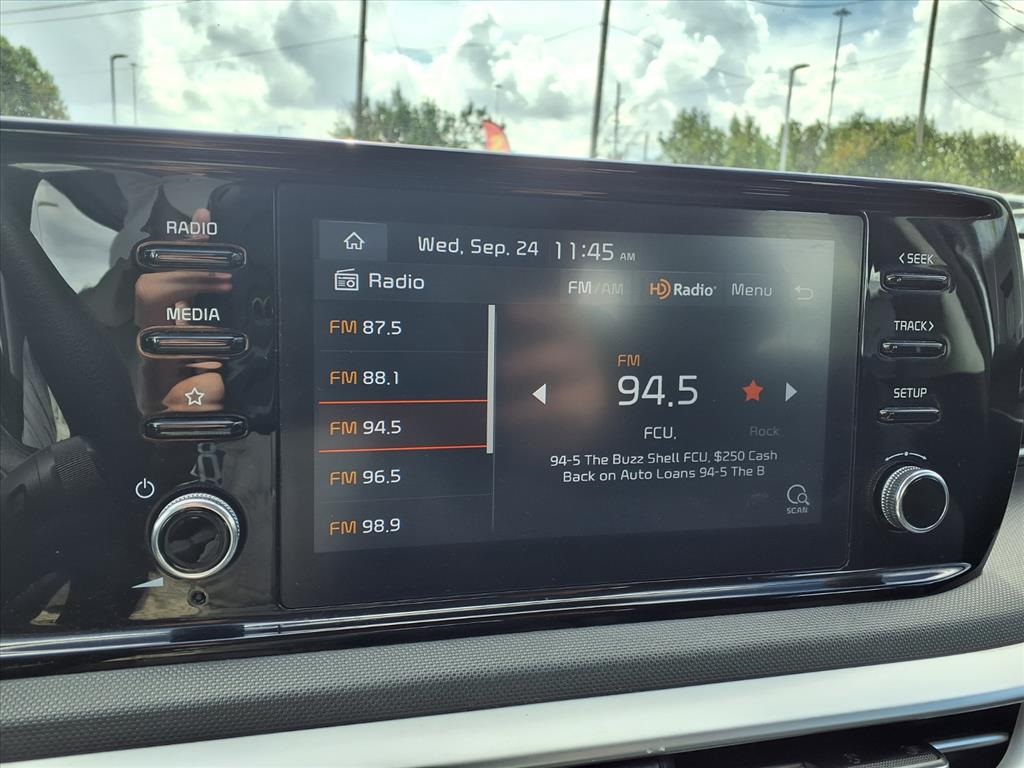 RADIO
MEDIA
Wed, Sep. 24 11:45 AM
Radio
FM/AM HD Radio Menu
FM 87.5
FM 88.1
FM 94.5
FM 96.5
FM 98.9
FM
94.5
FCU,
Rock
94-5 The Buzz Shell FCU, $250 Cash
Back on Auto Loans 94-5 The B
SCAN
< SEEK
TRACK >
SETUP